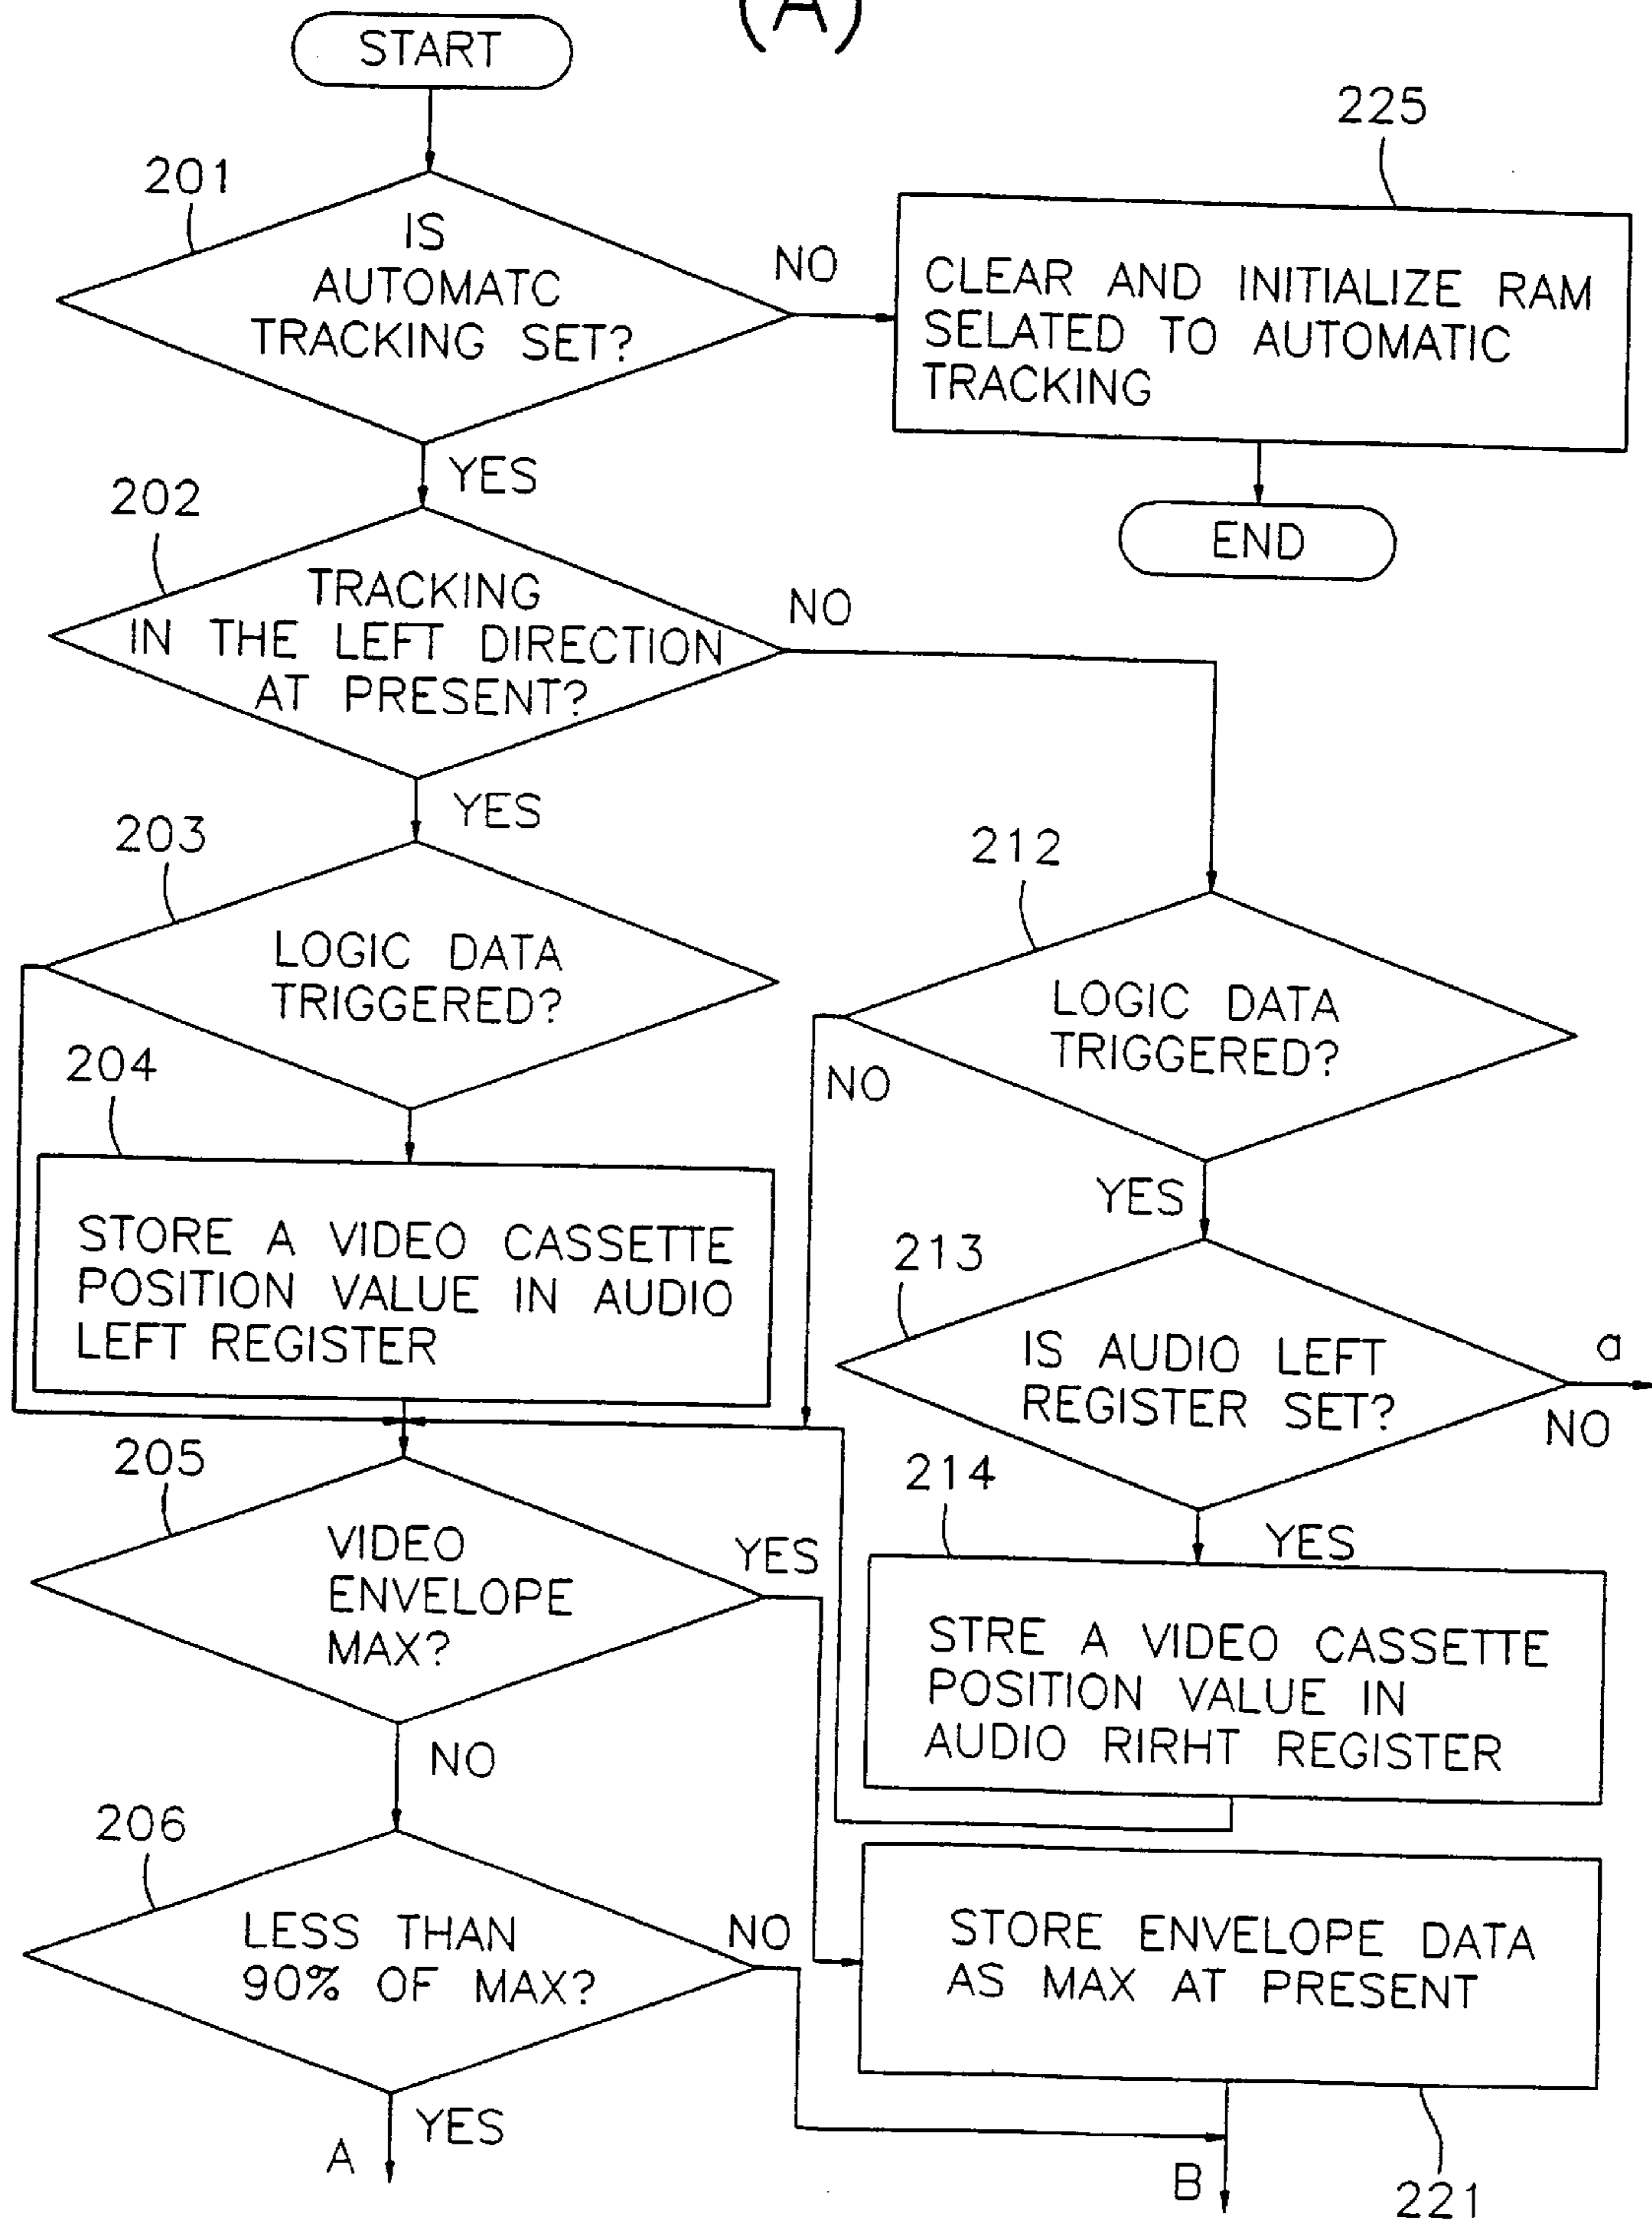 (A)
START
201
IS
AUTOMATC
TRACKING SET?
NO
225
CLEAR AND INITIALIZE RAM
SELATED TO AUTOMATIC
TRACKING
END
YES
202
TRACKING
IN THE LEFT DIRECTION
AT PRESENT?
NO
YES
203
LOGIC DATA
TRIGGERED?
212
LOGIC DATA
TRIGGERED?
NO
YES
204
STORE A VIDEO CASSETTE
POSITION VALUE IN AUDIO
LEFT REGISTER
213
IS AUDIO LEFT
REGISTER SET?
a
NO
YES
214
STRE A VIDEO CASSETTE
POSITION VALUE IN
AUDIO RIRHT REGISTER
205
VIDEO
ENVELOPE
MAX?
YES
NO
206
LESS THAN
90% OF MAX?
NO
YES
A
STORE ENVELOPE DATA
AS MAX AT PRESENT
B
221